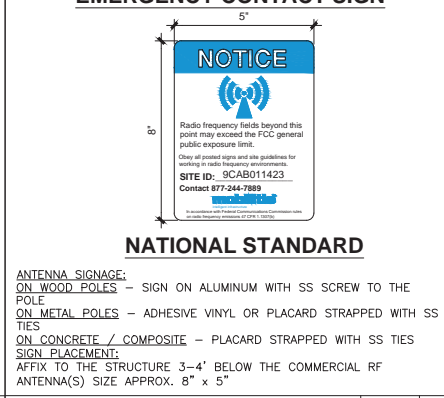 EMERGENCY CONTACT SIGN
5"
8"
NOTICE
Radio frequency fields beyond this
point may exceed the FCC general
public exposure limit.
Obey all posted signs and site guidelines for
working in radio frequency environments.
SITE ID: 9CAB011423
Contact 877-244-7889
In accordance with Federal Communications Commission rules
on radio frequency emissions 47 CFR 1.1307(b)
NATIONAL STANDARD
ANTENNA SIGNAGE:
ON WOOD POLES – SIGN ON ALUMINUM WITH SS SCREW TO THE
POLE
ON METAL POLES – ADHESIVE VINYL OR PLACARD STRAPPED WITH SS
TIES
ON CONCRETE / COMPOSITE – PLACARD STRAPPED WITH SS TIES
SIGN PLACEMENT:
AFFIX TO THE STRUCTURE 3–4' BELOW THE COMMERCIAL RF
ANTENNA(S) SIZE APPROX. 8" x 5"